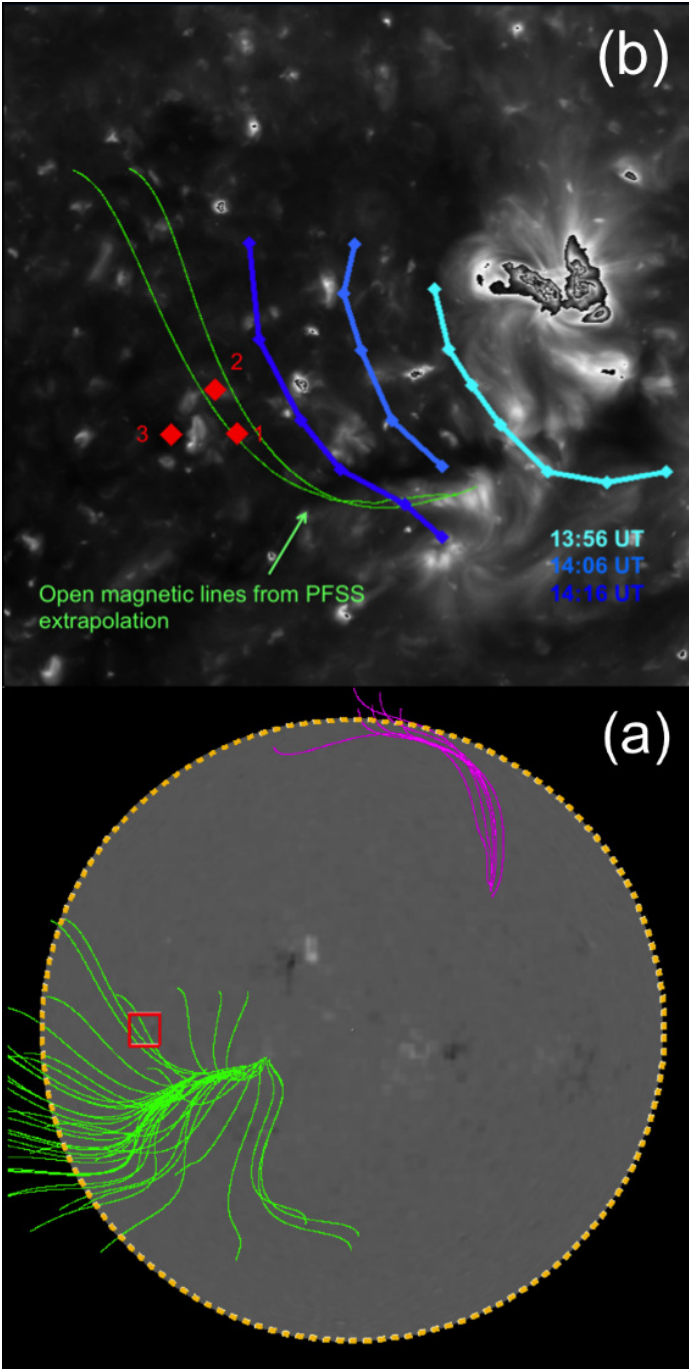 (b)
2
3
1
13:56 UT
14:06 UT
14:16 UT
Open magnetic lines from PFSS
extrapolation
(a)